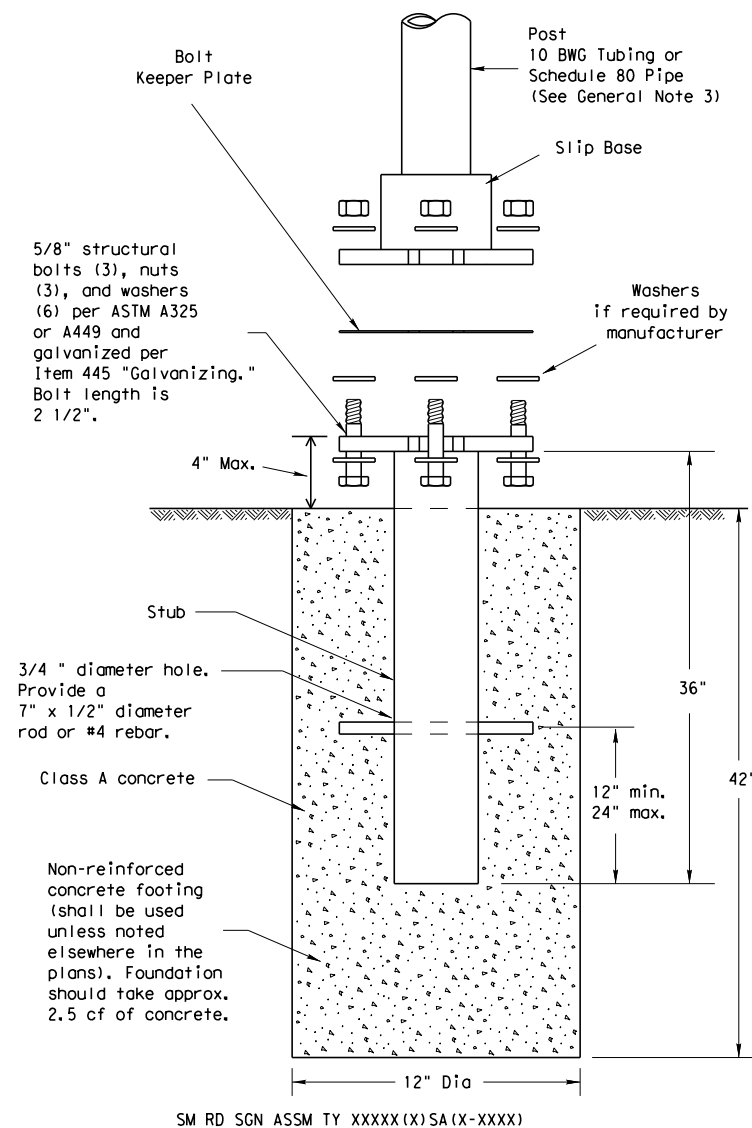 Post
10 BWG Tubing or
Schedule 80 Pipe
(See General Note 3)
Bolt
Keeper Plate
Slip Base
5/8" structural
bolts (3), nuts
(3), and washers
(6) per ASTM A325
or A449 and
galvanized per
Item 445 "Galvanizing."
Bolt length is
2 1/2".
Washers
if required by
manufacturer
4" Max.
Stub
3/4 " diameter hole.
Provide a
7" x 1/2" diameter
rod or #4 rebar.
36"
Class A concrete
12" min.
24" max.
42"
Non-reinforced
concrete footing
(shall be used
unless noted
elsewhere in the
plans). Foundation
should take approx.
2.5 cf of concrete.
12" Dia
SM RD SGN ASSM TY XXXXX(X)SA(X-XXXX)